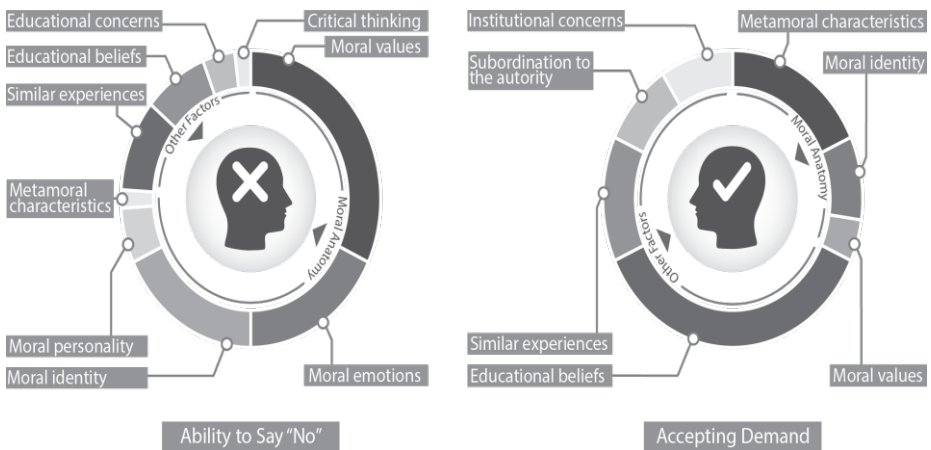 Educational concerns
Critical thinking
Moral values
Educational beliefs
Similar experiences
Other Factors
Metamoral
characteristics
Moral Anatomy
Moral personality
Moral identity
Moral emotions
Ability to Say “No”
Institutional concerns
Metamoral characteristics
Subordination to
the autority
Moral identity
Moral Anatomy
Other Factors
Similar experiences
Educational beliefs
Moral values
Accepting Demand